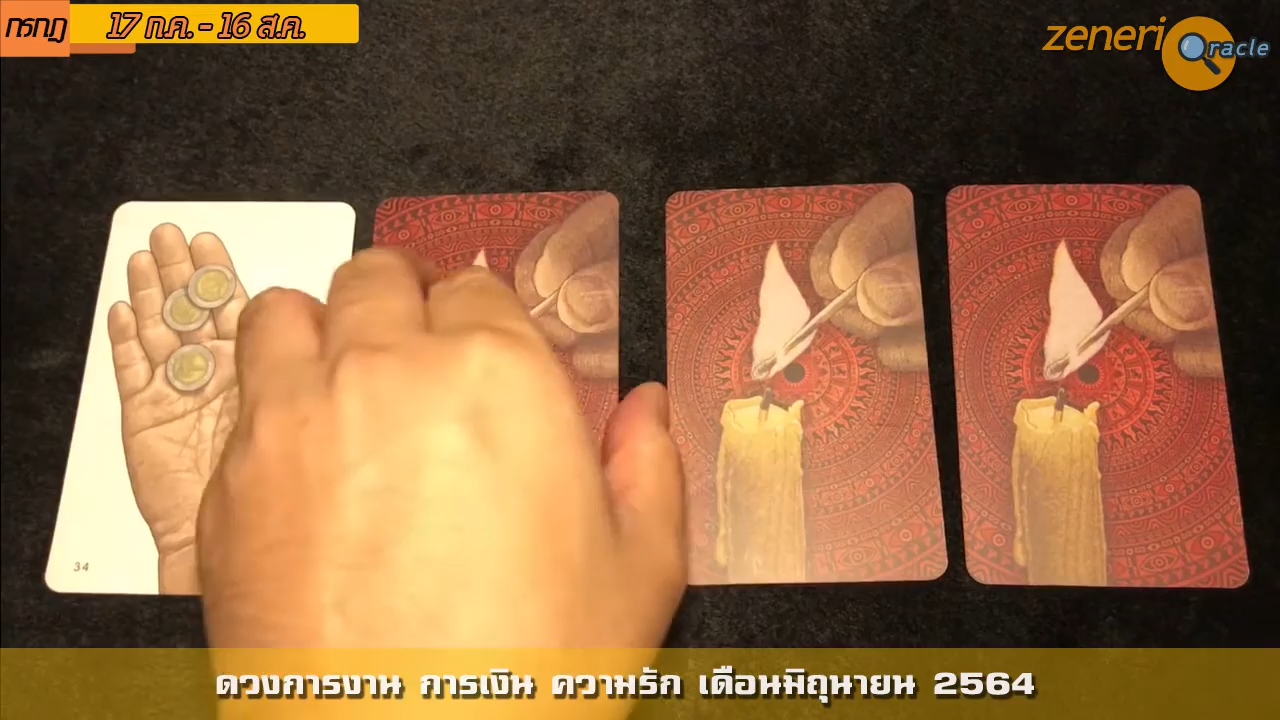 กรกฎ
17 ก.ค. - 16 ส.ค.
zeneri Oracle
34
ดวงการงาน การเงิน ความรัก เดือนมิถุนายน 2564